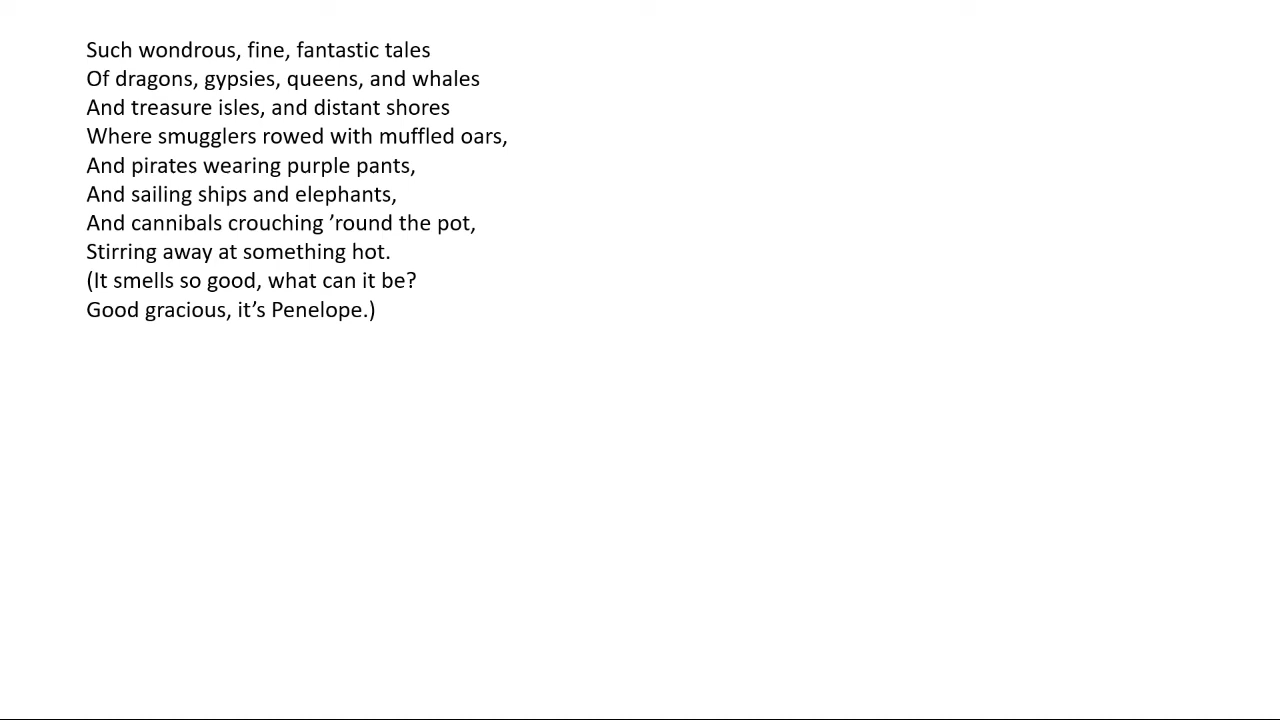 Such wondrous, fine, fantastic tales
Of dragons, gypsies, queens, and whales
And treasure isles, and distant shores
Where smugglers rowed with muffled oars,
And pirates wearing purple pants,
And sailing ships and elephants,
And cannibals crouching ’round the pot,
Stirring away at something hot.
(It smells so good, what can it be?
Good gracious, it’s Penelope.)